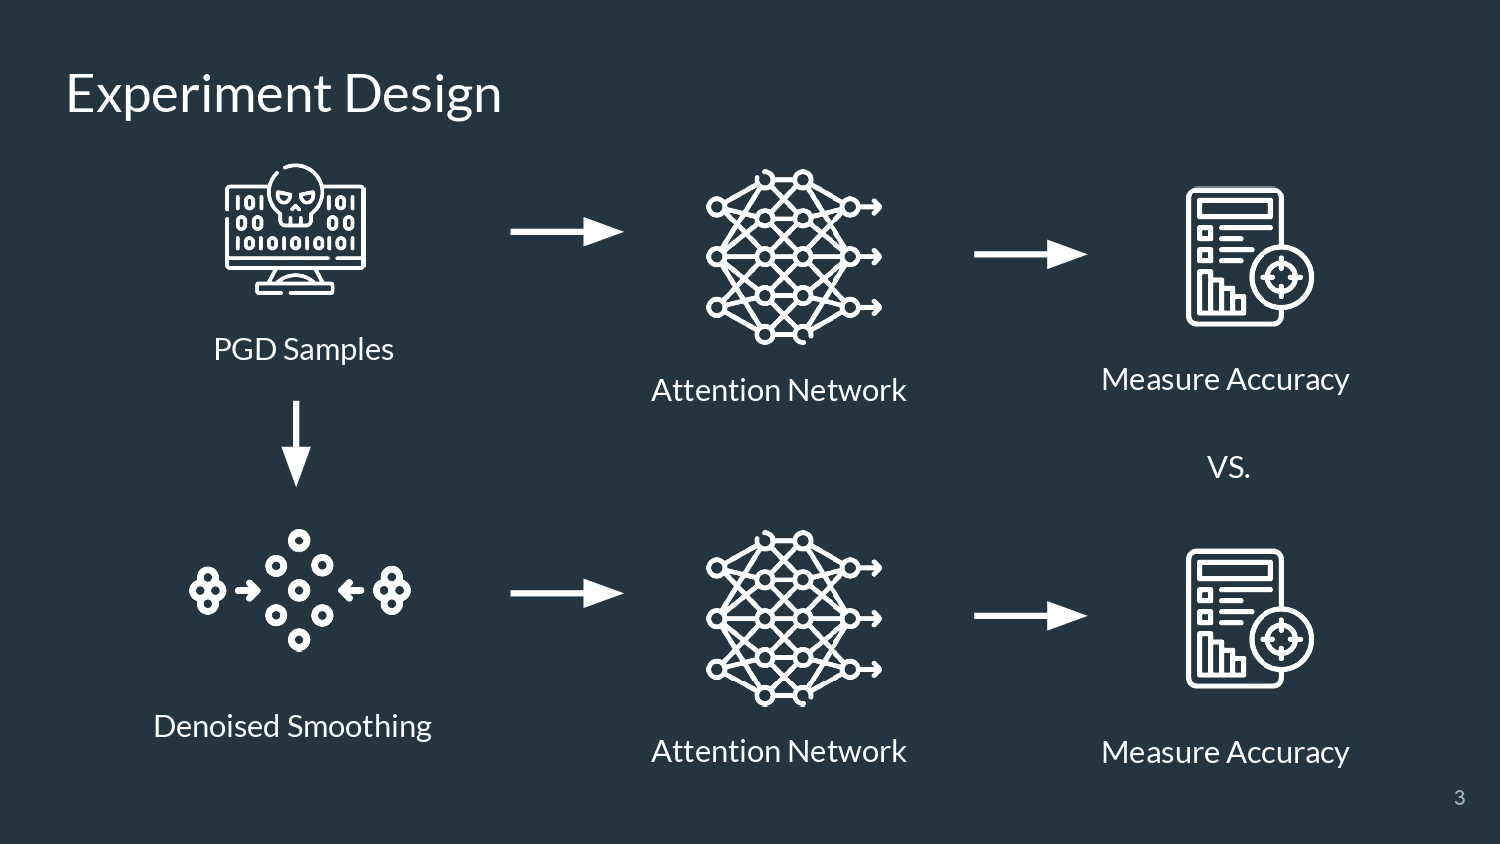 Experiment Design
101 101
00 00
10101010101
PGD Samples
Attention Network
Measure Accuracy
VS.
Denoised Smoothing
Attention Network
Measure Accuracy
3